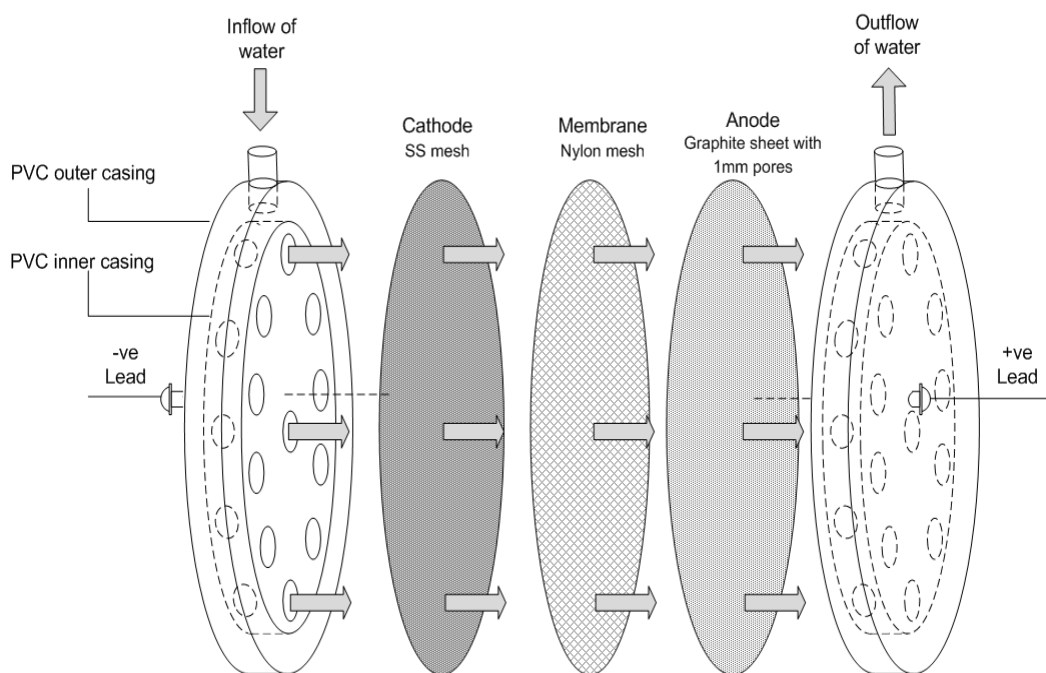 Inflow of
water
Outflow
of water
Cathode
SS mesh
Membrane
Nylon mesh
Anode
Graphite sheet with
1mm pores
PVC outer casing
PVC inner casing
-ve
Lead
+ve
Lead